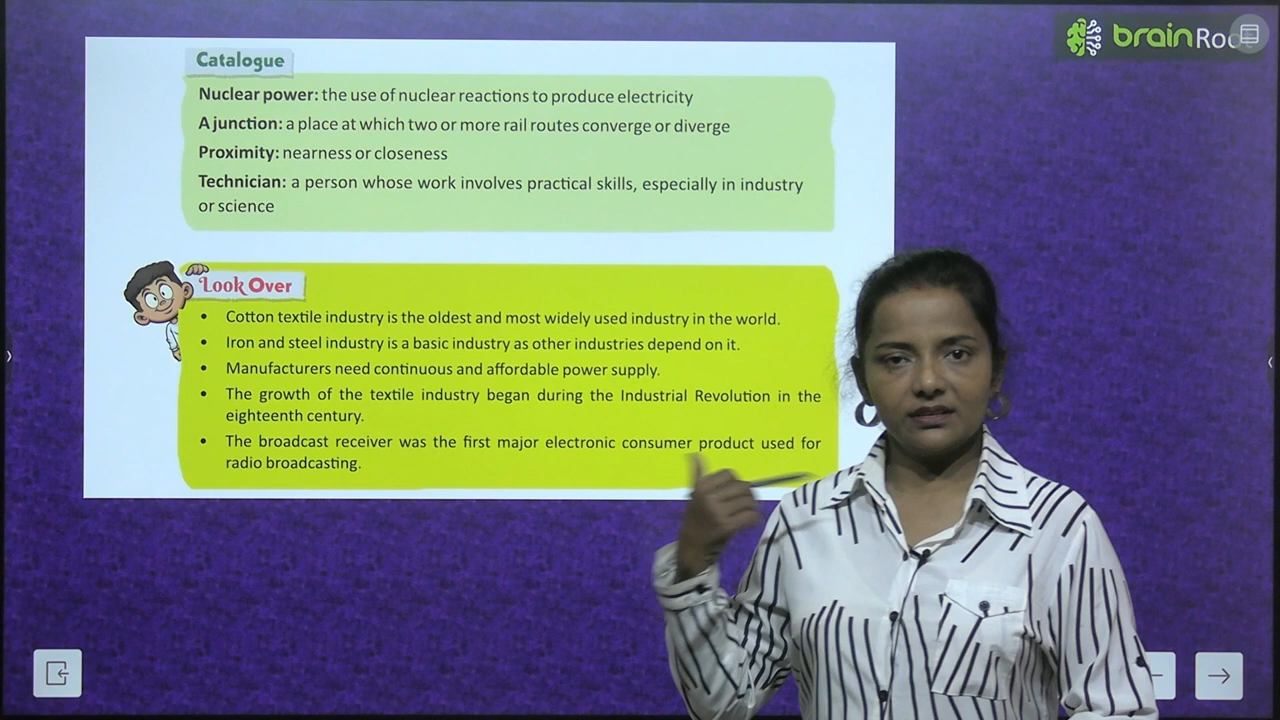 brainRoo
Catalogue
Nuclear power: the use of nuclear reactions to produce electricity
A junction: a place at which two or more rail routes converge or diverge
Proximity: nearness or closeness
Technician: a person whose work involves practical skills, especially in industry
or science
Look Over
• Cotton textile industry is the oldest and most widely used industry in the world.
• Iron and steel industry is a basic industry as other industries depend on it.
• Manufacturers need continuous and affordable power supply.
• The growth of the textile industry began during the Industrial Revolution in the
eighteenth century.
• The broadcast receiver was the first major electronic consumer product used for
radio broadcasting.